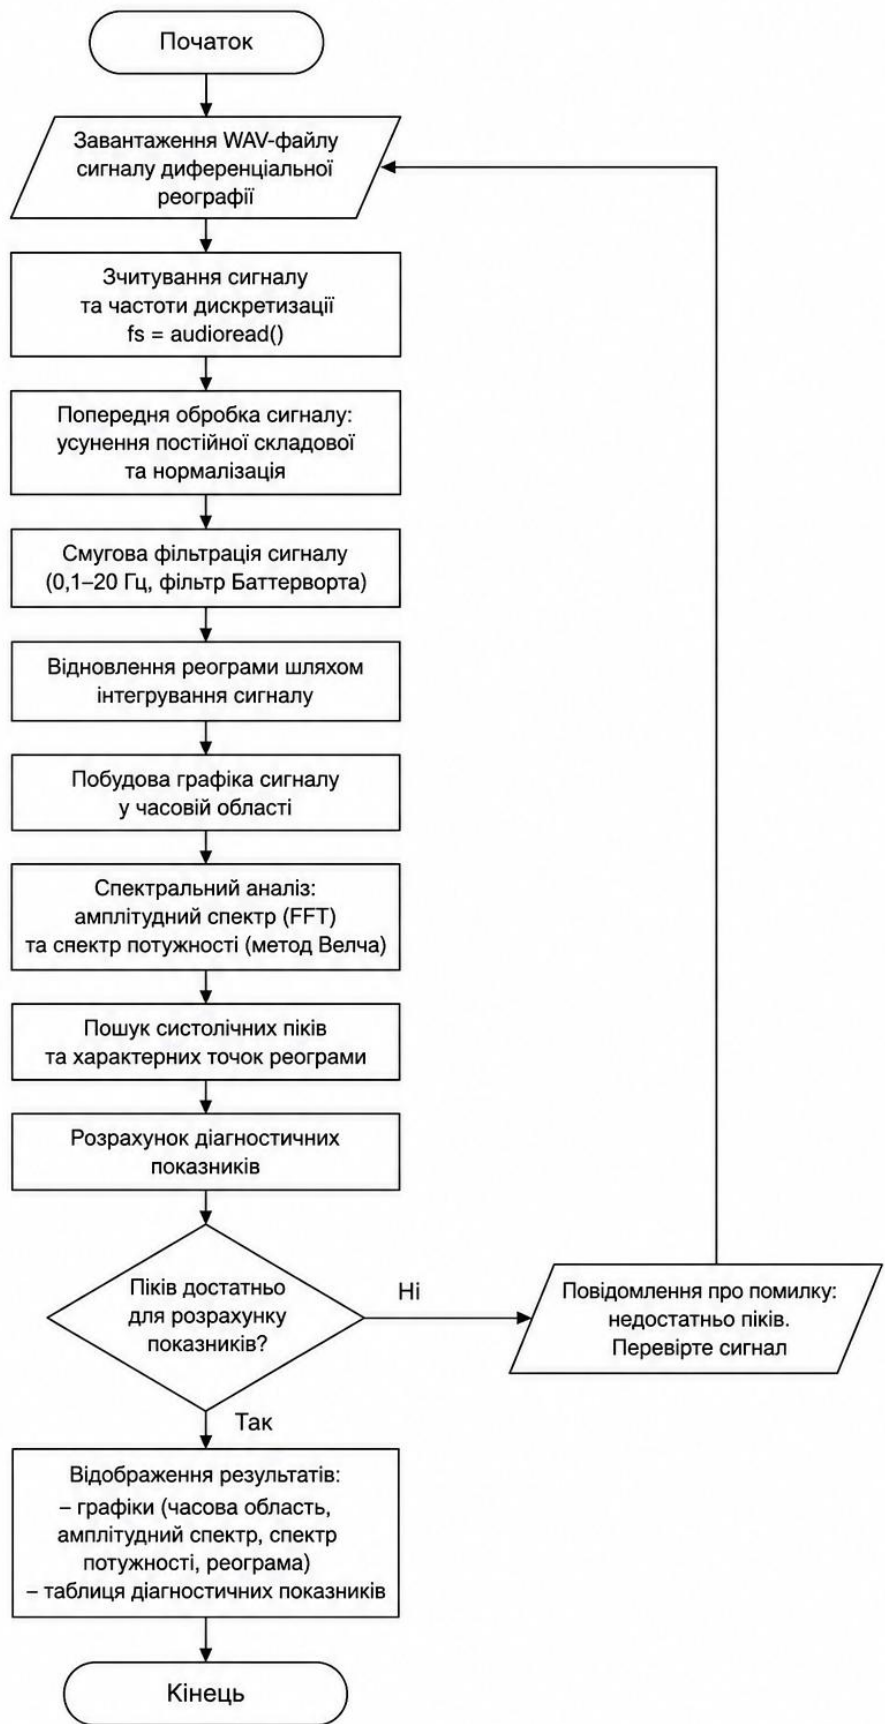 Початок
Завантаження WAV-файлу
сигналу диференціальної
реографії
Зчитування сигналу
та частоти дискретизації
fs = audioread()
Попередня обробка сигналу:
усунення постійної складової
та нормалізація
Смугова фільтрація сигналу
(0,1–20 Гц, фільтр Баттерворта)
Відновлення реограми шляхом
інтегрування сигналу
Побудова графіка сигналу
у часовій області
Спектральний аналіз:
амплітудний спектр (FFT)
та спектр потужності (метод Велча)
Пошук систолічних піків
та характерних точок реограми
Розрахунок діагностичних
показників
Піків достатньо
для розрахунку
показників?
Ні
Повідомлення про помилку:
недостатньо піків.
Перевірте сигнал
Так
Відображення результатів:
– графіки (часова область,
амплітудний спектр, спектр
потужності, реограма)
– таблиця діагностичних показників
Кінець